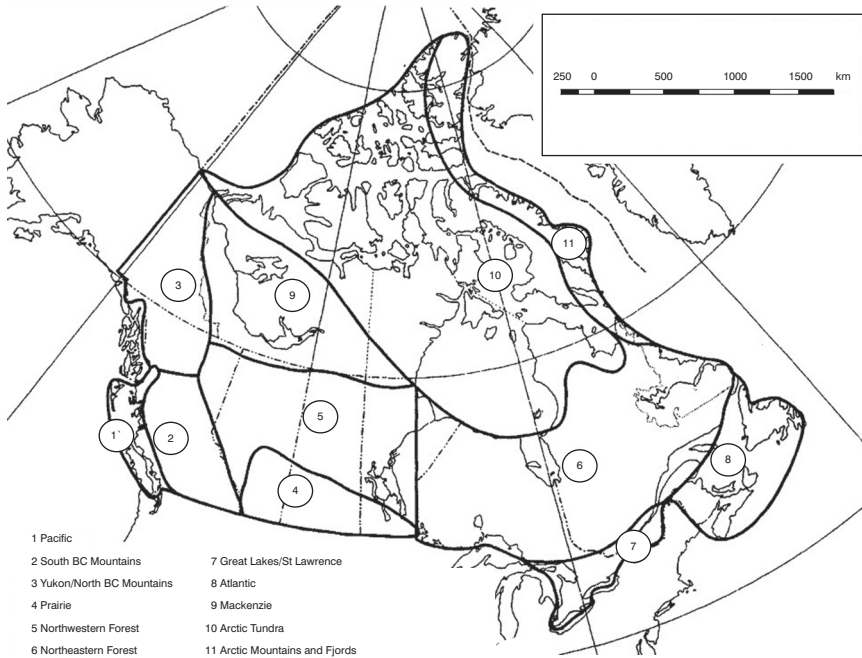 250 0 500 1000 1500 km
11
3
10
9
5
1
2
8
6
4
7
1 Pacific
2 South BC Mountains
3 Yukon/North BC Mountains
4 Prairie
5 Northwestern Forest
6 Northeastern Forest
7 Great Lakes/St Lawrence
8 Atlantic
9 Mackenzie
10 Arctic Tundra
11 Arctic Mountains and Fjords